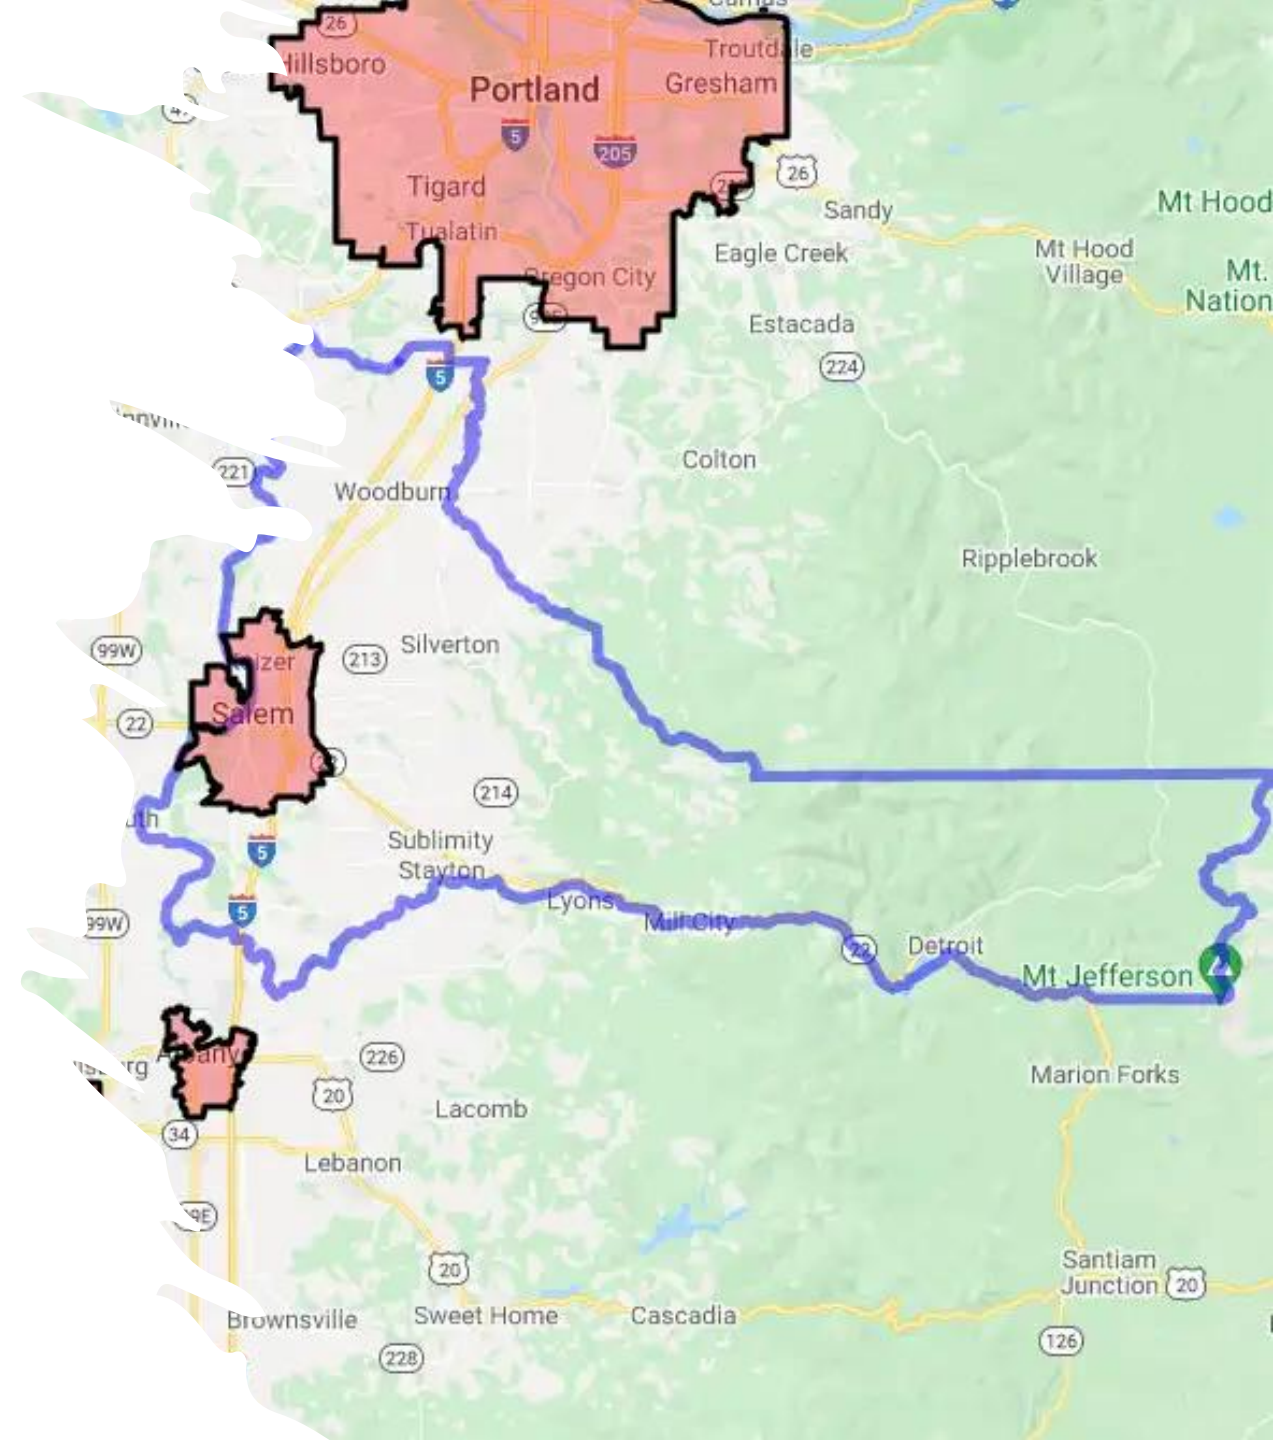 26
Hillsboro
Troutdale
Portland
Gresham
5
205
26
Tigard
Mt Hood
Sandy
Tualatin
Eagle Creek
Mt Hood
Village
Mt.
Nation
Oregon City
Estacada
224
5
Colton
221
Woodburn
Ripplebrook
99W
213
Silverton
Salem
22
214
Sublimity
Stayton
5
5
Lyons
Mill City
99W
22
Detroit
Mt Jefferson
Albany
226
20
Marion Forks
Lacomb
34
Lebanon
20
Santiam
Junction
20
Brownsville
Sweet Home
Cascadia
126
228